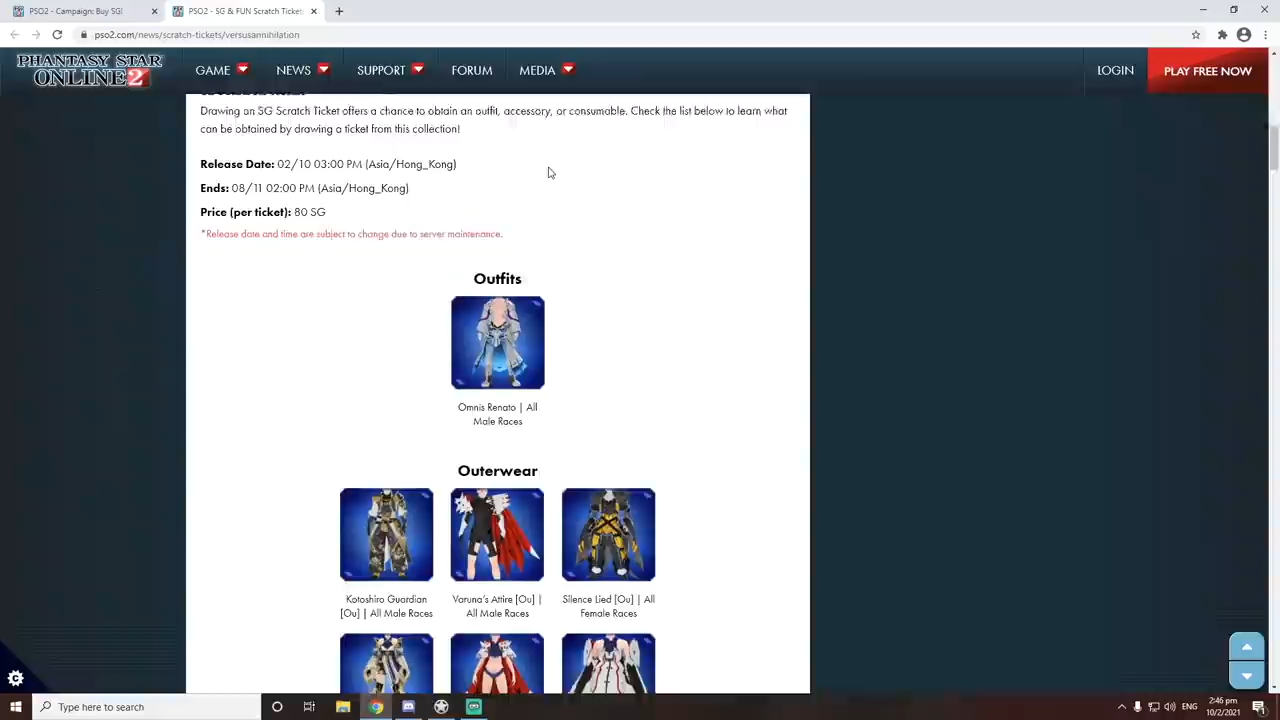 PSO2 - Campaign: Buy SG!
PSO2 - SG & FUN Scratch Ticket
pso2.com/news/scratch-tickets/versusannihilation
PHANTASY STAR
ONLINE 2
GAME
NEWS
SUPPORT
FORUM
MEDIA
LOGIN
PLAY FREE NOW
Drawing an SG Scratch Ticket offers a chance to obtain an outfit, accessory, or consumable. Check the list below to learn what
can be obtained by drawing a ticket from this collection!
Release Date: 02/10 03:00 PM (Asia/Hong_Kong)
Ends: 08/11 02:00 PM (Asia/Hong_Kong)
Price (per ticket): 80 SG
*Release date and time are subject to change due to server maintenance.
Outfits
Omnis Renato | All
Male Races
Outerwear
Kotoshiro Guardian
[Ou] | All Male Races
Varuna's Attire [Ou] |
All Male Races
Silence Lied [Ou] | All
Female Races
Type here to search
ENG
2:46 pm
10/2/2021